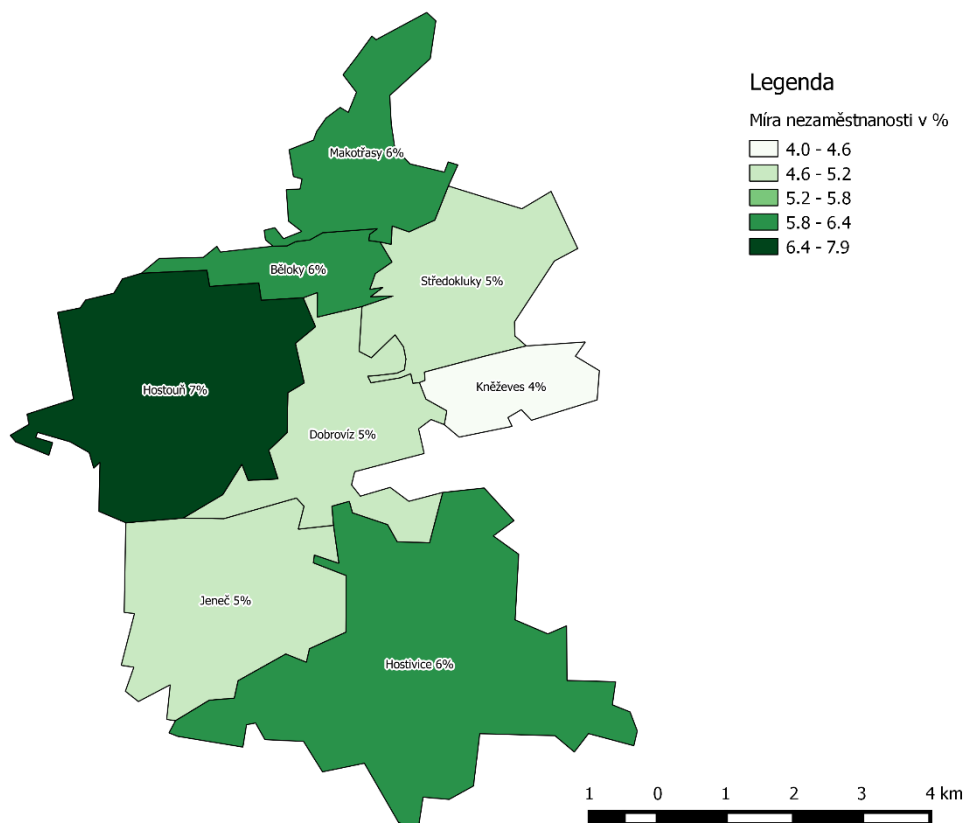 Legenda
Míra nezaměstnanosti v %
4.0 - 4.6
4.6 - 5.2
5.2 - 5.8
5.8 - 6.4
6.4 - 7.9
Makotřasy 6%
Běloky 6%
Středokluky 5%
Hostouň 7%
Kněževes 4%
Dobrovíz 5%
Jeneč 5%
Hostivice 6%
1 0 1 2 3 4 km